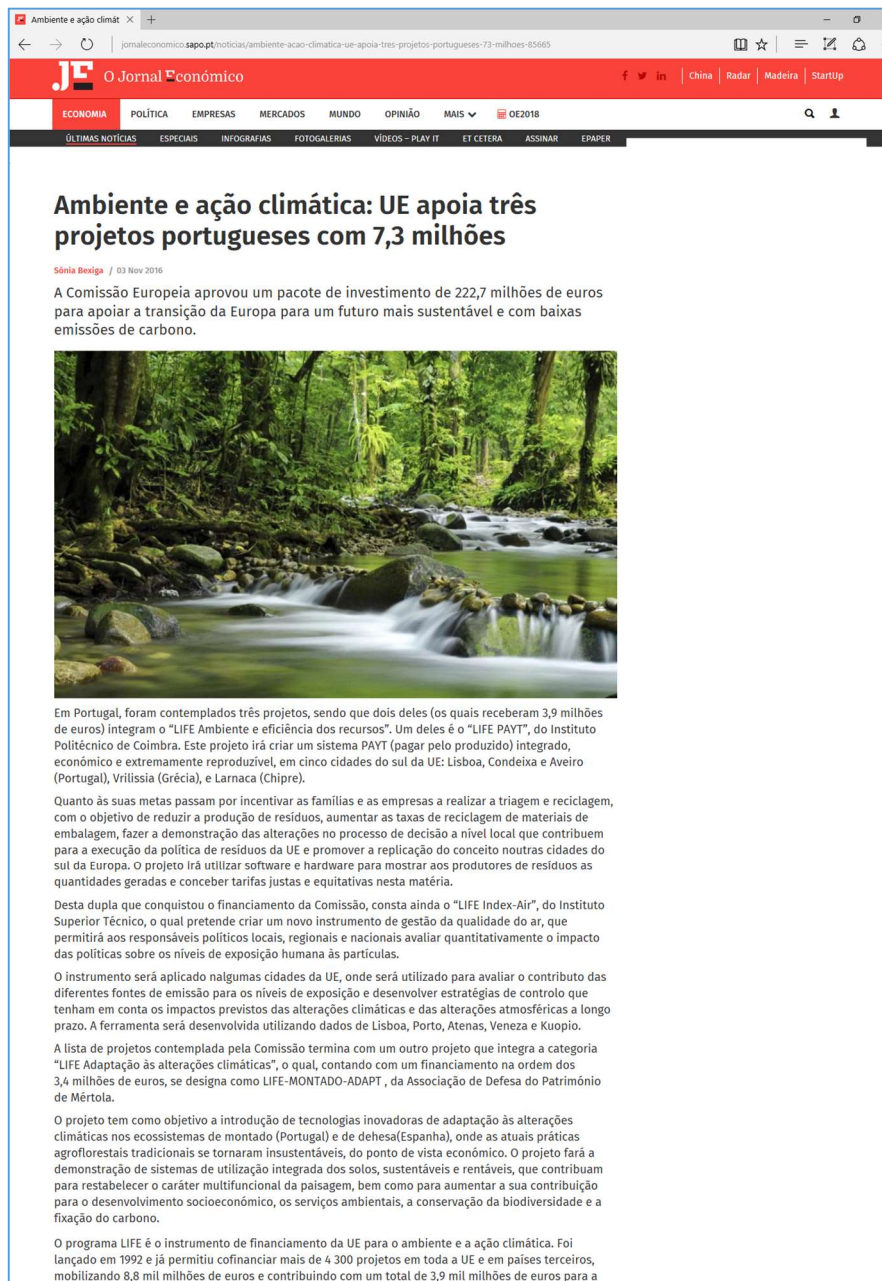 Ambiente e ação climát
jornaleconomico.sapo.pt/noticias/ambiente-acao-climatica-ue-apoia-tres-projetos-portugueses-73-milhoes-85665
JE O Jornal Económico
f in China Radar Madeira StartUp
ECONOMIA POLÍTICA EMPRESAS MERCADOS MUNDO OPINIÃO MAIS OE2018
ÚLTIMAS NOTÍCIAS ESPECIAIS INFOGRAFIAS FOTOGALERIAS VÍDEOS – PLAY IT ET CETERA ASSINAR EPAPER
Ambiente e ação climática: UE apoia três
projetos portugueses com 7,3 milhões
Sónia Bexiga / 03 Nov 2016
A Comissão Europeia aprovou um pacote de investimento de 222,7 milhões de euros
para apoiar a transição da Europa para um futuro mais sustentável e com baixas
emissões de carbono.
Em Portugal, foram contemplados três projetos, sendo que dois deles (os quais receberam 3,9 milhões
de euros) integram o “LIFE Ambiente e eficiência dos recursos”. Um deles é o “LIFE PAYT”, do Instituto
Politécnico de Coimbra. Este projeto irá criar um sistema PAYT (pagar pelo produzido) integrado,
económico e extremamente reproduzível, em cinco cidades do sul da UE: Lisboa, Condeixa e Aveiro
(Portugal), Vrilissia (Grécia), e Larnaca (Chipre).
Quanto às suas metas passam por incentivar as famílias e as empresas a realizar a triagem e reciclagem,
com o objetivo de reduzir a produção de resíduos, aumentar as taxas de reciclagem de materiais de
embalagem, fazer a demonstração das alterações no processo de decisão a nível local que contribuem
para a execução da política de resíduos da UE e promover a replicação do conceito noutras cidades do
sul da Europa. O projeto irá utilizar software e hardware para mostrar aos produtores de resíduos as
quantidades geradas e conceber tarifas justas e equitativas nesta matéria.
Desta dupla que conquistou o financiamento da Comissão, consta ainda o “LIFE Index-Air”, do Instituto
Superior Técnico, o qual pretende criar um novo instrumento de gestão da qualidade do ar, que
permitirá aos responsáveis políticos locais, regionais e nacionais avaliar quantitativamente o impacto
das políticas sobre os níveis de exposição humana às partículas.
O instrumento será aplicado nalgumas cidades da UE, onde será utilizado para avaliar o contributo das
diferentes fontes de emissão para os níveis de exposição e desenvolver estratégias de controlo que
tenham em conta os impactos previstos das alterações climáticas e das alterações atmosféricas a longo
prazo. A ferramenta será desenvolvida utilizando dados de Lisboa, Porto, Atenas, Veneza e Kuopio.
A lista de projetos contemplada pela Comissão termina com um outro projeto que integra a categoria
“LIFE Adaptação às alterações climáticas”, o qual, contando com um financiamento na ordem dos
3,4 milhões de euros, se designa como LIFE-MONTADO-ADAPT , da Associação de Defesa do Património
de Mértola.
O projeto tem como objetivo a introdução de tecnologias inovadoras de adaptação às alterações
climáticas nos ecossistemas de montado (Portugal) e de dehesa(Espanha), onde as atuais práticas
agroflorestais tradicionais se tornaram insustentáveis, do ponto de vista económico. O projeto fará a
demonstração de sistemas de utilização integrada dos solos, sustentáveis e rentáveis, que contribuam
para restabelecer o caráter multifuncional da paisagem, bem como para aumentar a sua contribuição
para o desenvolvimento socioeconómico, os serviços ambientais, a conservação da biodiversidade e a
fixação do carbono.
O programa LIFE é o instrumento de financiamento da UE para o ambiente e a ação climática. Foi
lançado em 1992 e já permitiu cofinanciar mais de 4 300 projetos em toda a UE e em países terceiros,
mobilizando 8,8 mil milhões de euros e contribuindo com um total de 3,9 mil milhões de euros para a